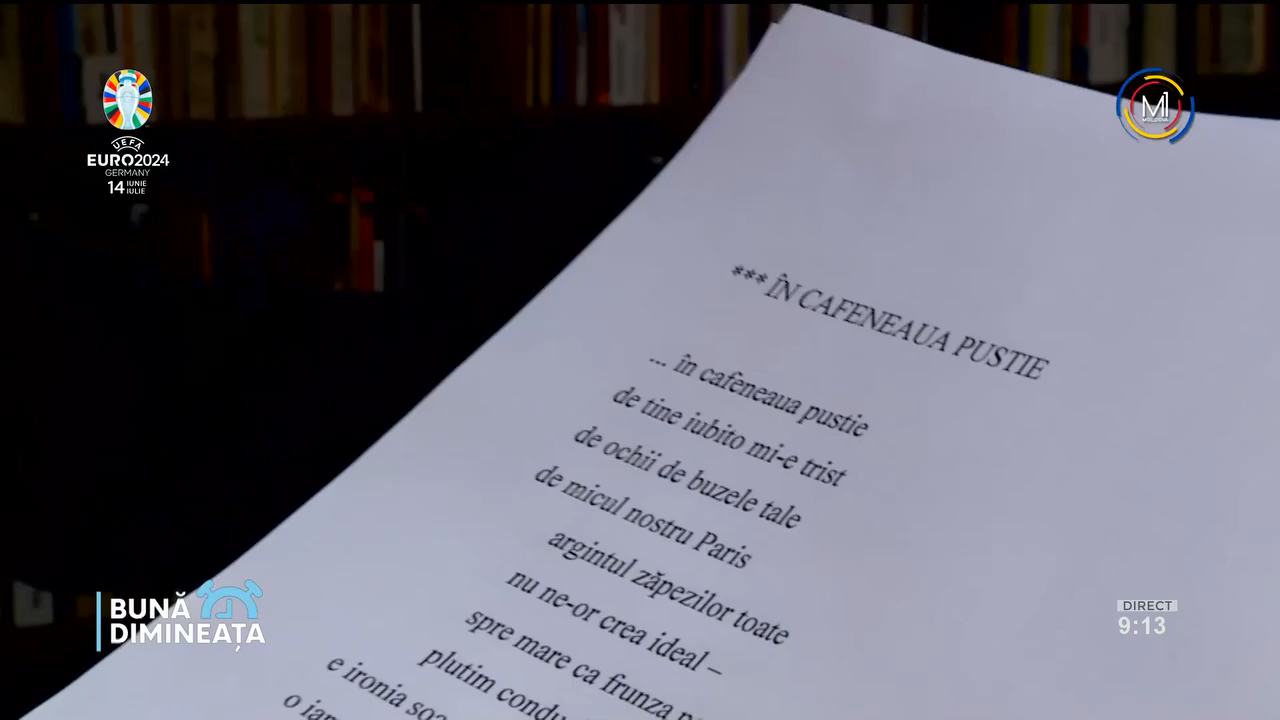 UEFA
EURO2024
GERMANY
14 IUNIE
IULIE
M1
MOLDOVA
*** ÎN CAFENEAUA PUSTIE
... în cafeneaua pustie
de tine iubito mi-e trist
de ochii de buzele tale
de micul nostru Paris
argintul zăpezilor toate
nu ne-or crea ideal –
spre mare ca frunza
plutim
e ironia
o
BUNĂ
DIMINEAȚA
DIRECT
9:13